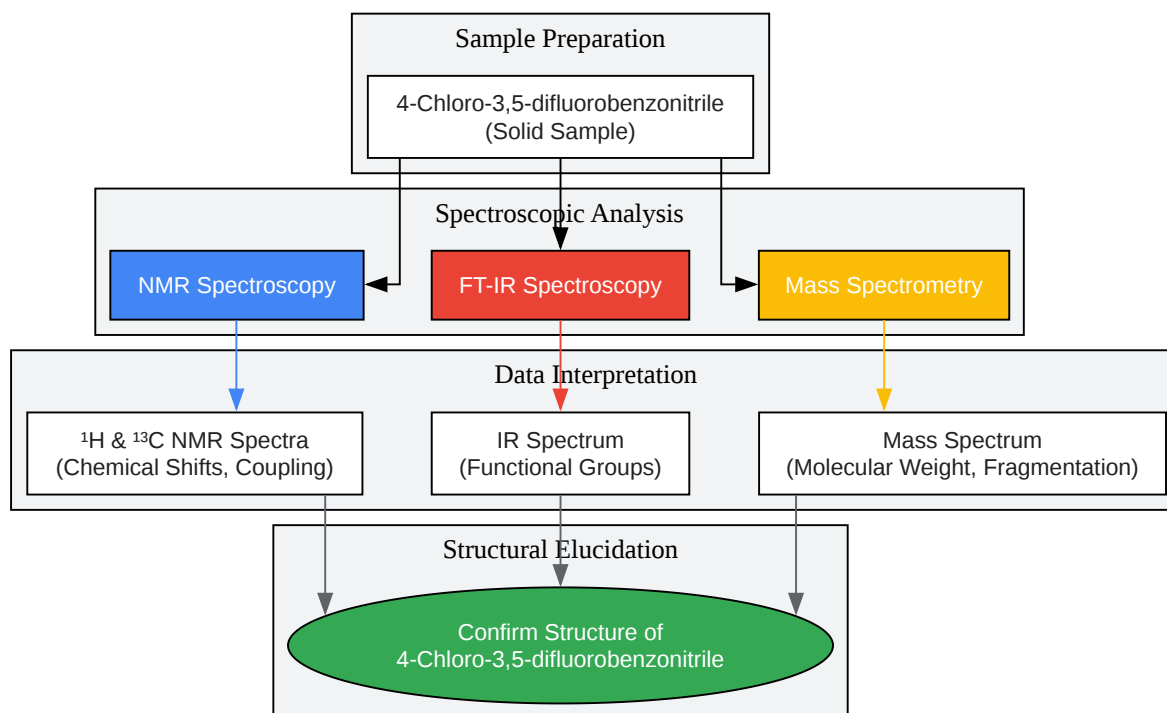 Sample Preparation
4-Chloro-3,5-difluorobenzonitrile
(Solid Sample)
Spectroscopic Analysis
NMR Spectroscopy
FT-IR Spectroscopy
Mass Spectrometry
Data Interpretation
¹H & ¹³C NMR Spectra
(Chemical Shifts, Coupling)
IR Spectrum
(Functional Groups)
Mass Spectrum
(Molecular Weight, Fragmentation)
Structural Elucidation
Confirm Structure of
4-Chloro-3,5-difluorobenzonitrile